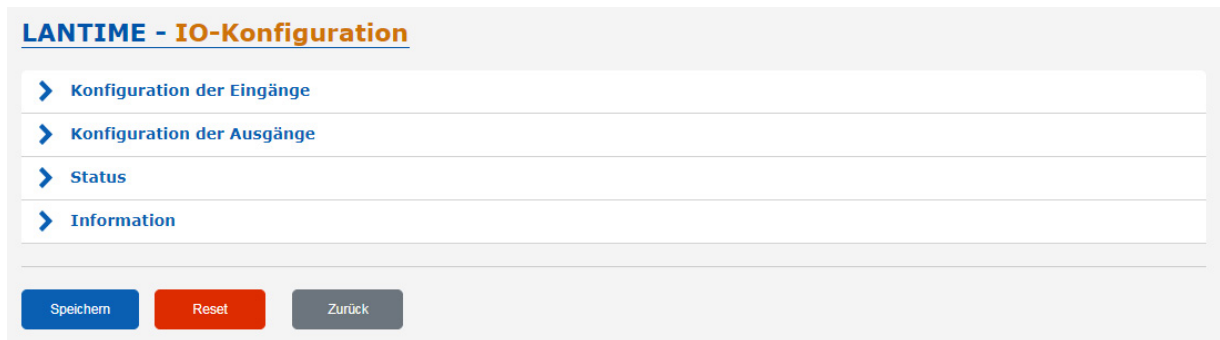 LANTIME - IO-Konfiguration
Konfiguration der Eingänge
Konfiguration der Ausgänge
Status
Information
Speichern Reset Zurück